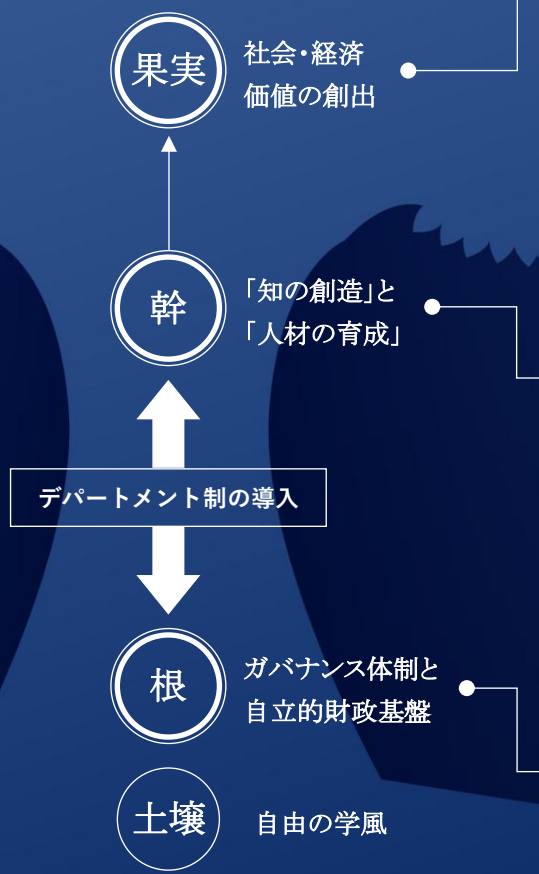 果実
社会・経済
価値の創出
幹
「知の創造」と
「人材の育成」
デパートメント制の導入
根
ガバナンス体制と
自立的財政基盤
土壌
自由の学風